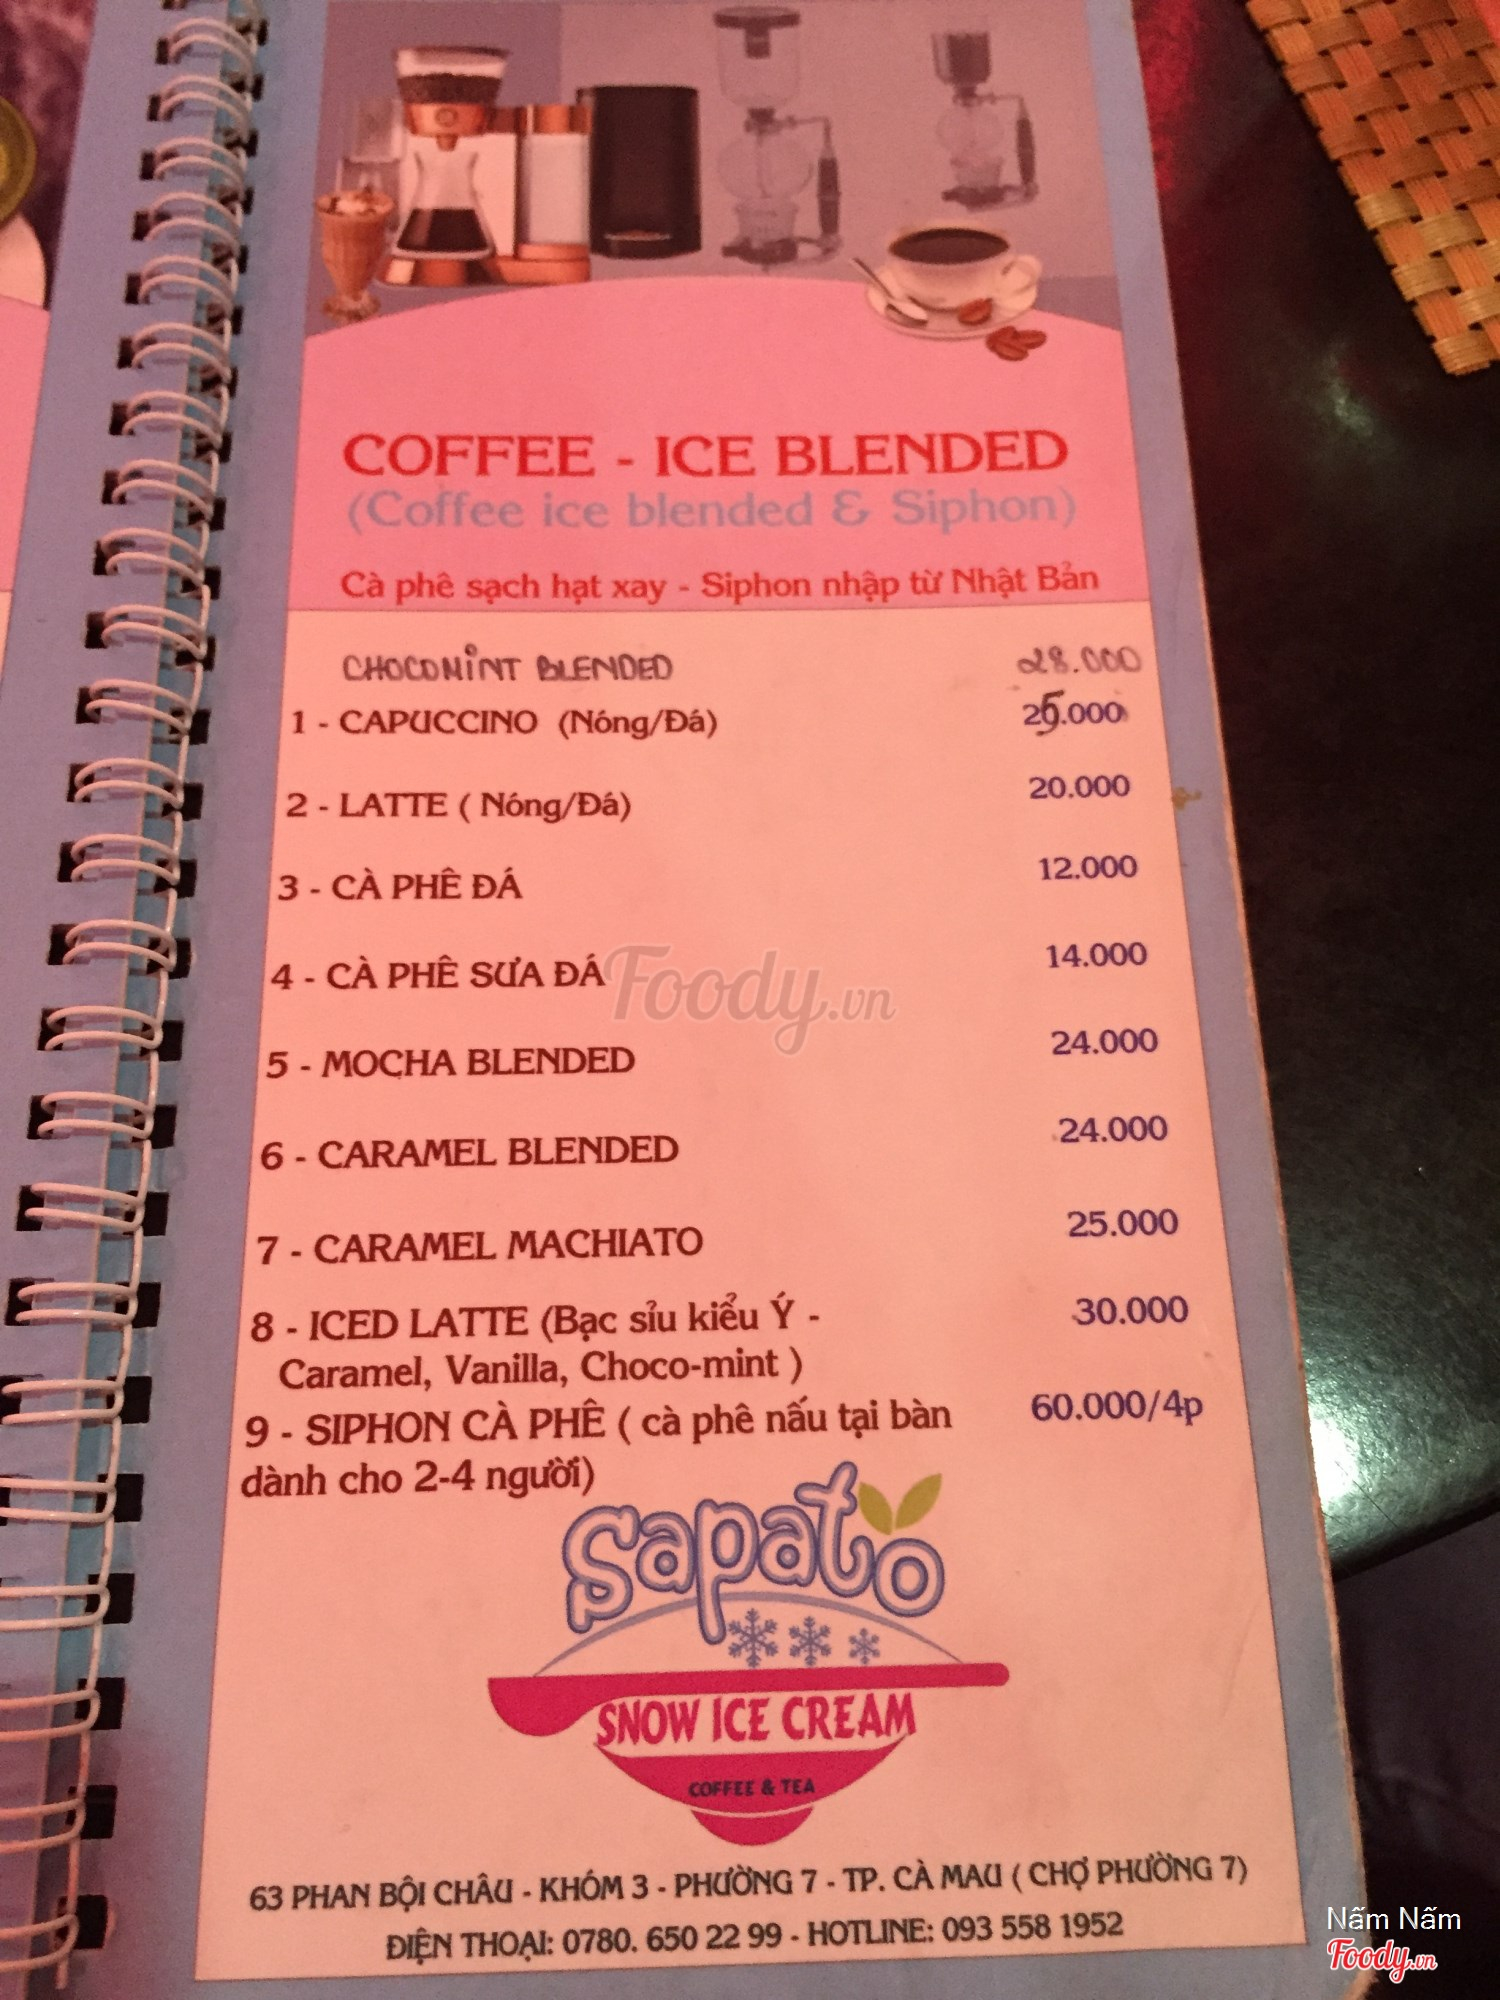 COFFEE - ICE BLENDED
(Coffee ice blended & Siphon)
Cà phê sạch hạt xay - Siphon nhập từ Nhật Bản
CHOCOMINT BLENDED 28.000
1 - CAPUCCINO (Nóng/Đá) 25.000
2 - LATTE ( Nóng/Đá) 20.000
3 - CÀ PHÊ ĐÁ 12.000
4 - CÀ PHÊ SƯA ĐÁ 14.000
Foody.vn
5 - MOCHA BLENDED 24.000
6 - CARAMEL BLENDED 24.000
7 - CARAMEL MACHIATO 25.000
8 - ICED LATTE (Bạc sỉu kiểu Ý - 30.000
Caramel, Vanilla, Choco-mint )
9 - SIPHON CÀ PHÊ ( cà phê nấu tại bàn 60.000/4p
dành cho 2-4 người)
Sapato
SNOW ICE CREAM
COFFEE & TEA
63 PHAN BỘI CHÂU - KHÓM 3 - PHƯỜNG 7 - TP. CÀ MAU ( CHỢ PHƯỜNG 7)
ĐIỆN THOẠI: 0780. 650 22 99 - HOTLINE: 093 558 1952
Nấm Nấm
Foody.vn